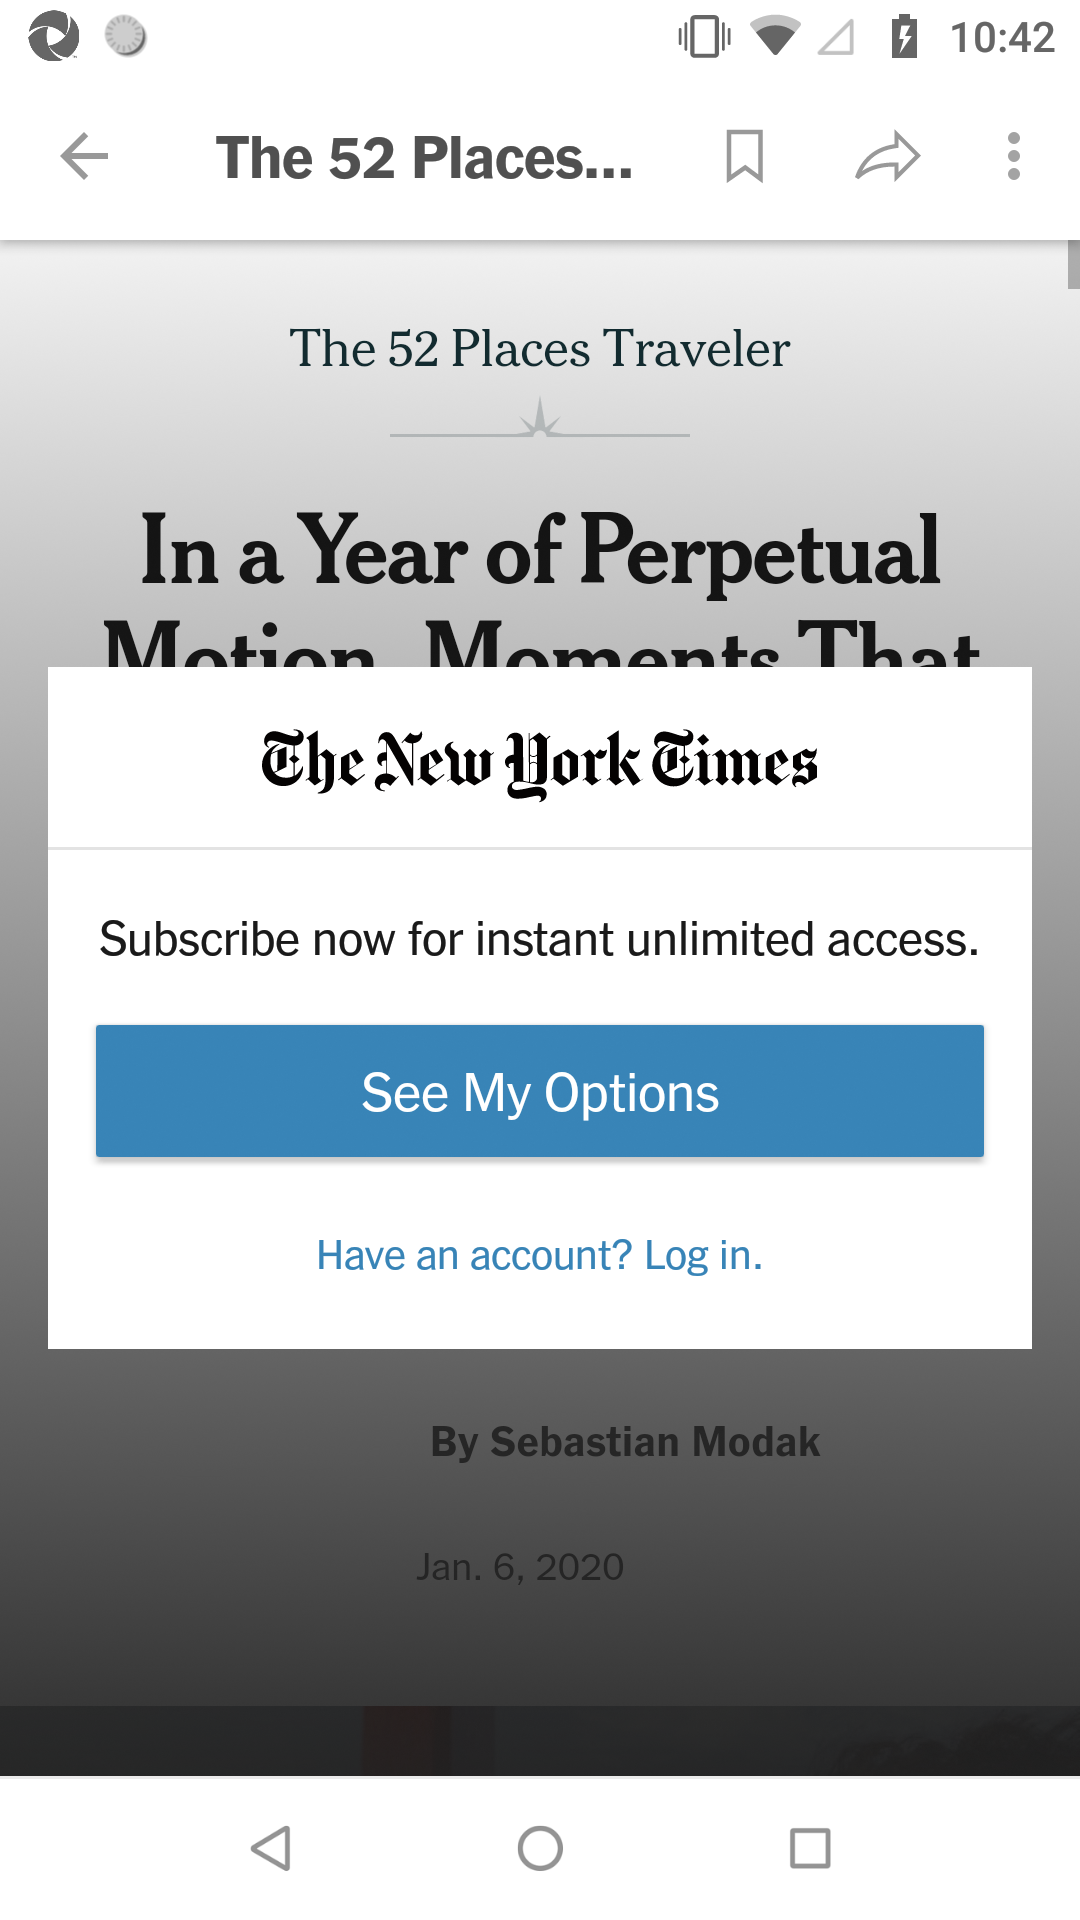 10:42
The 52 Places...
The 52 Places Traveler
In a Year of Perpetual
Motion, Moments That
The New York Times
Subscribe now for instant unlimited access.
See My Options
Have an account? Log in.
By Sebastian Modak
Jan. 6, 2020